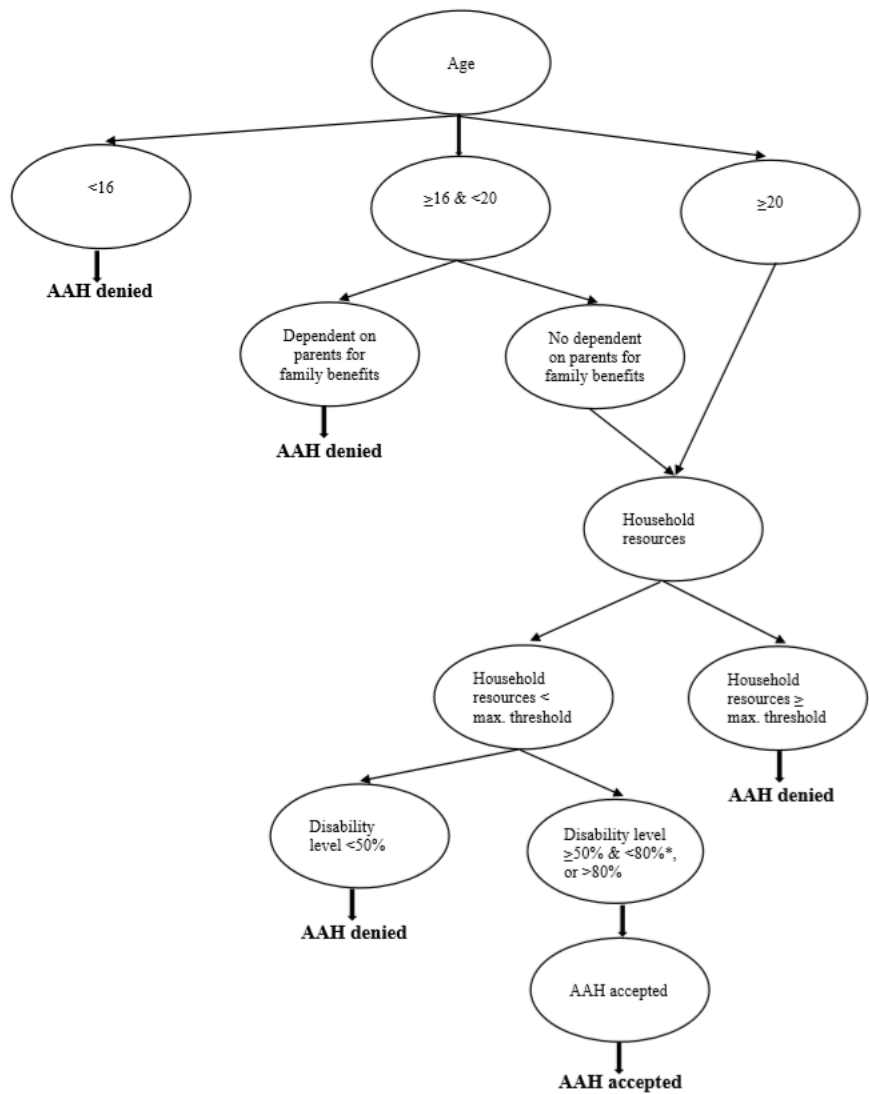 Age
<16
≥16 & <20
≥20
AAH denied
Dependent on
parents for
family benefits
No dependent
on parents for
family benefits
AAH denied
Household
resources
Household
resources <
max. threshold
Household
resources ≥
max. threshold
AAH denied
Disability
level <50%
Disability level
≥50% & <80%*,
or >80%
AAH denied
AAH accepted
AAH accepted